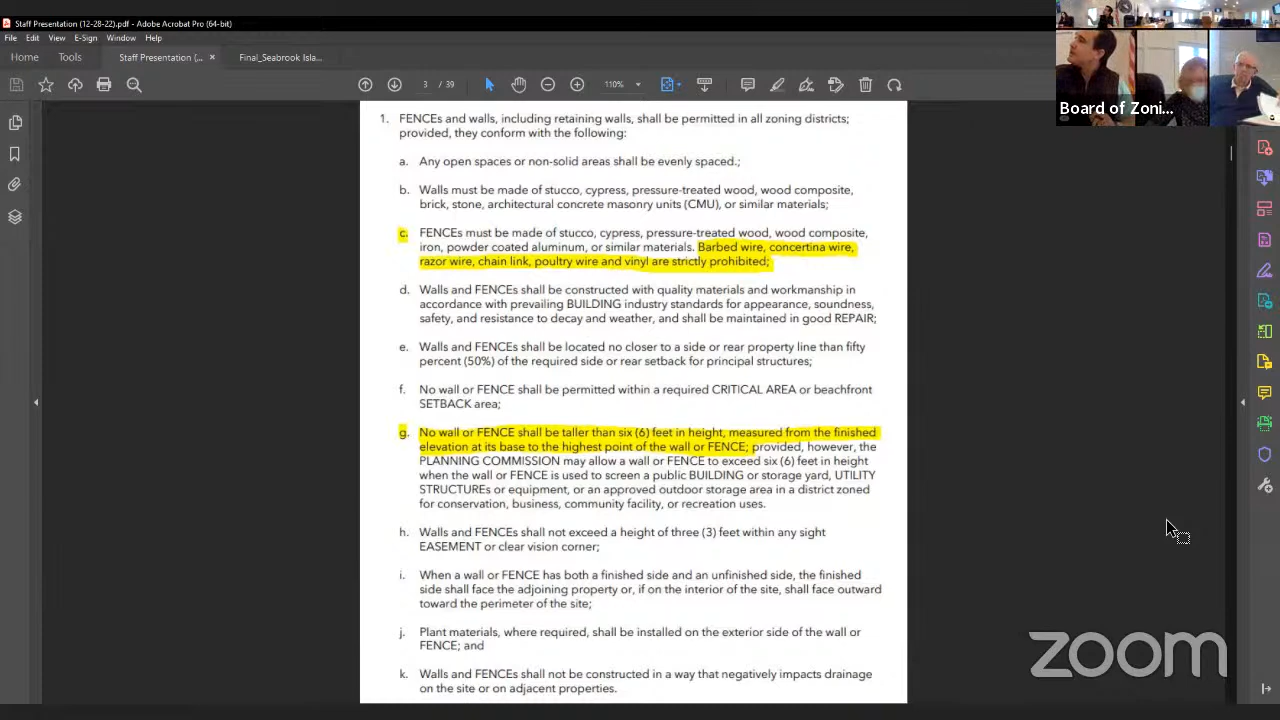 Staff Presentation (12-28-22).pdf - Adobe Acrobat Pro (64-bit)
File Edit View E-Sign Window Help
Home Tools Staff Presentation (... × Final_Seabrook Isla...
3 / 39 110%
Board of Zoni...
1. FENCEs and walls, including retaining walls, shall be permitted in all zoning districts;
provided, they conform with the following:
a. Any open spaces or non-solid areas shall be evenly spaced.;
b. Walls must be made of stucco, cypress, pressure-treated wood, wood composite,
brick, stone, architectural concrete masonry units (CMU), or similar materials;
c. FENCEs must be made of stucco, cypress, pressure-treated wood, wood composite,
iron, powder coated aluminum, or similar materials. Barbed wire, concertina wire,
razor wire, chain link, poultry wire and vinyl are strictly prohibited;
d. Walls and FENCEs shall be constructed with quality materials and workmanship in
accordance with prevailing BUILDING industry standards for appearance, soundness,
safety, and resistance to decay and weather, and shall be maintained in good REPAIR;
e. Walls and FENCEs shall be located no closer to a side or rear property line than fifty
percent (50%) of the required side or rear setback for principal structures;
f. No wall or FENCE shall be permitted within a required CRITICAL AREA or beachfront
SETBACK area;
g. No wall or FENCE shall be taller than six (6) feet in height, measured from the finished
elevation at its base to the highest point of the wall or FENCE; provided, however, the
PLANNING COMMISSION may allow a wall or FENCE to exceed six (6) feet in height
when the wall or FENCE is used to screen a public BUILDING or storage yard, UTILITY
STRUCTUREs or equipment, or an approved outdoor storage area in a district zoned
for conservation, business, community facility, or recreation uses.
h. Walls and FENCEs shall not exceed a height of three (3) feet within any sight
EASEMENT or clear vision corner;
i. When a wall or FENCE has both a finished side and an unfinished side, the finished
side shall face the adjoining property or, if on the interior of the site, shall face outward
toward the perimeter of the site;
j. Plant materials, where required, shall be installed on the exterior side of the wall or
FENCE; and
k. Walls and FENCEs shall not be constructed in a way that negatively impacts drainage
on the site or on adjacent properties.
zoom